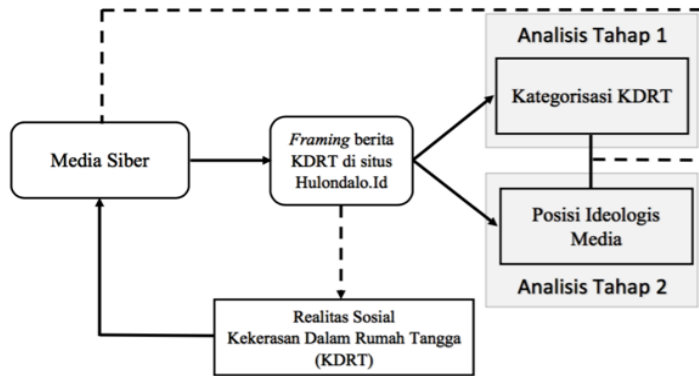 Analisis Tahap 1
Kategorisasi KDRT
Media Siber
Framing berita
KDRT di situs
Hulondalo.Id
Posisi Ideologis
Media
Analisis Tahap 2
Realitas Sosial
Kekerasan Dalam Rumah Tangga
(KDRT)